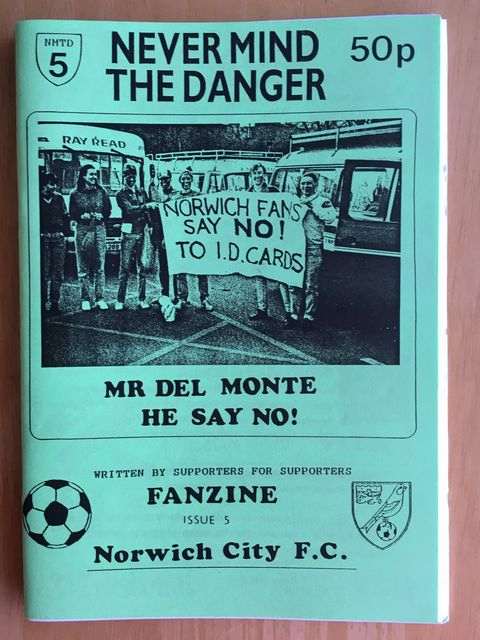 NMTD
5
NEVER MIND
THE DANGER
50p
RAY READ
NORWICH FANS
SAY NO!
TO I.D. CARDS
MR DEL MONTE
HE SAY NO!
WRITTEN BY SUPPORTERS FOR SUPPORTERS
FANZINE
ISSUE 5
Norwich City F.C.